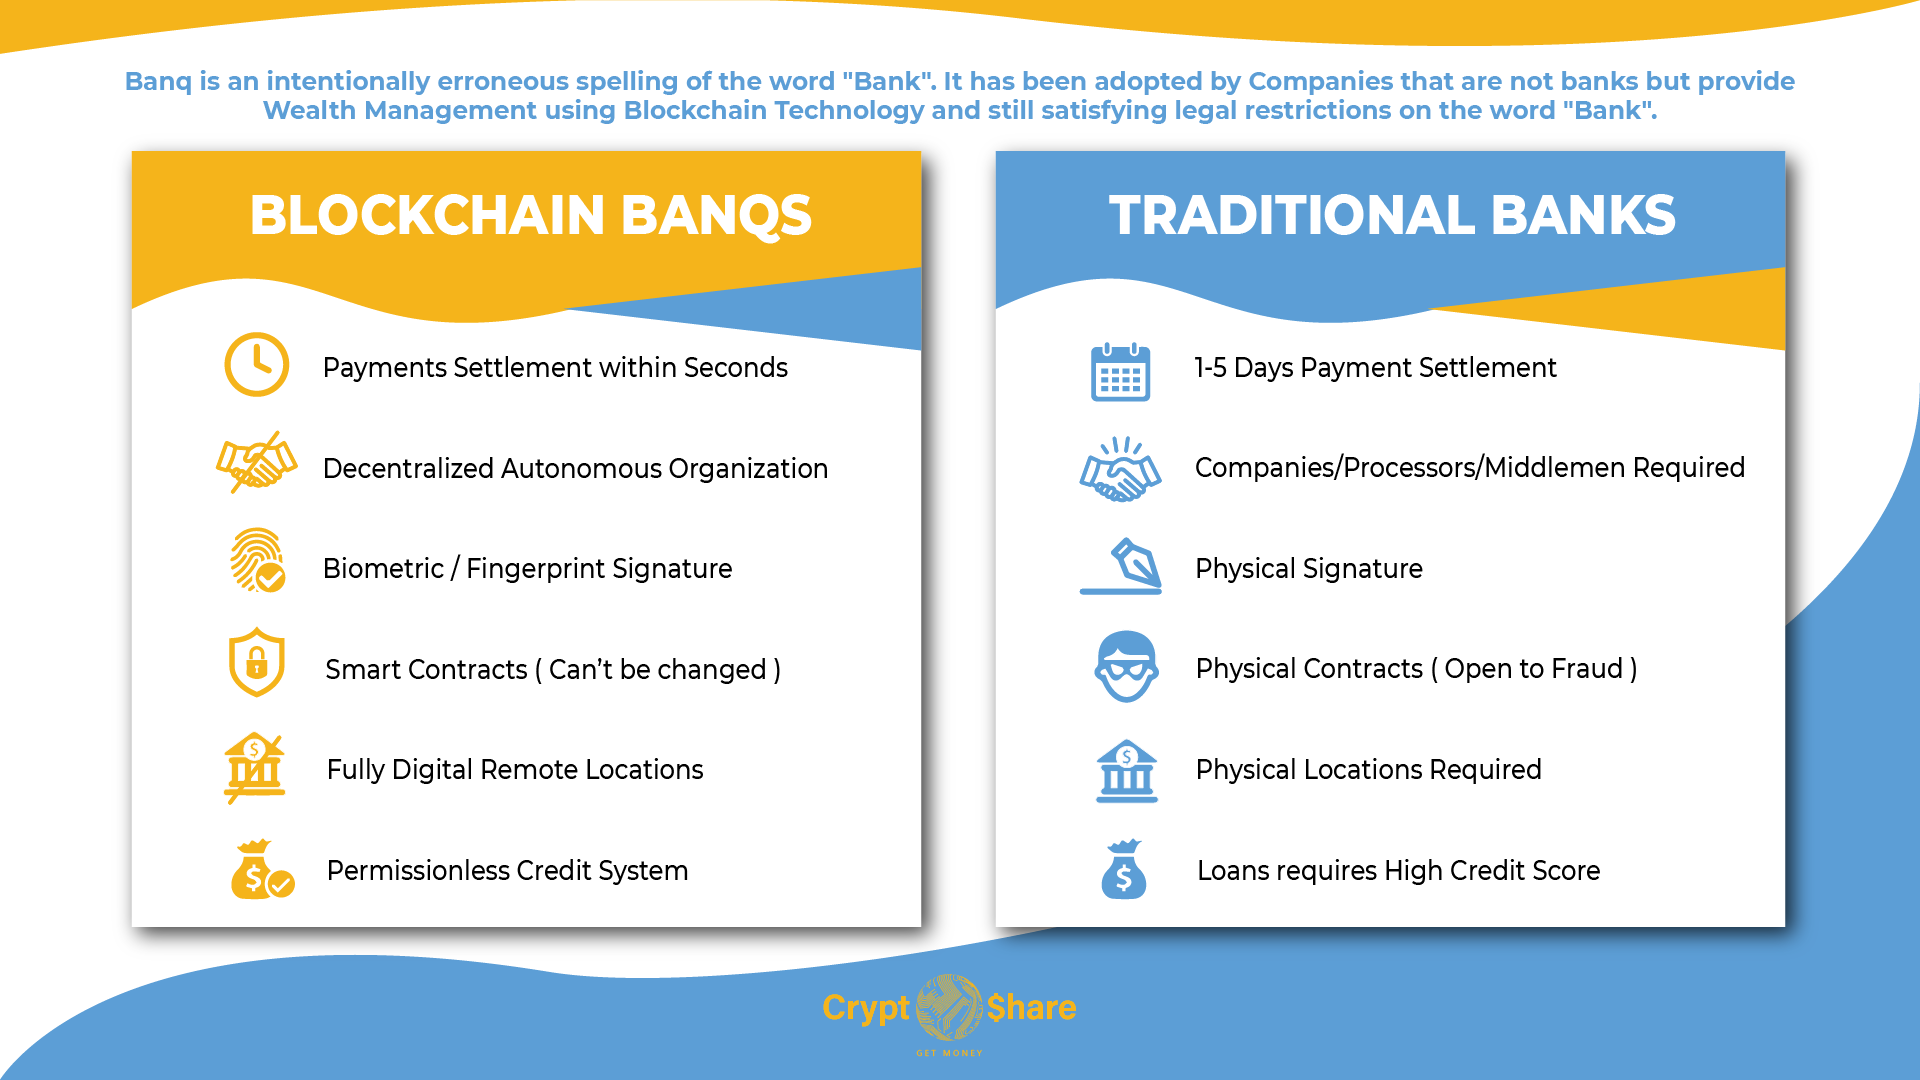 Banq is an intentionally erroneous spelling of the word "Bank". It has been adopted by Companies that are not banks but provide
Wealth Management using Blockchain Technology and still satisfying legal restrictions on the word "Bank".
BLOCKCHAIN BANQS
Payments Settlement within Seconds
Decentralized Autonomous Organization
Biometric / Fingerprint Signature
Smart Contracts ( Can’t be changed )
Fully Digital Remote Locations
Permissionless Credit System
TRADITIONAL BANKS
1-5 Days Payment Settlement
Companies/Processors/Middlemen Required
Physical Signature
Physical Contracts ( Open to Fraud )
Physical Locations Required
Loans requires High Credit Score
Crypt $hare
GET MONEY